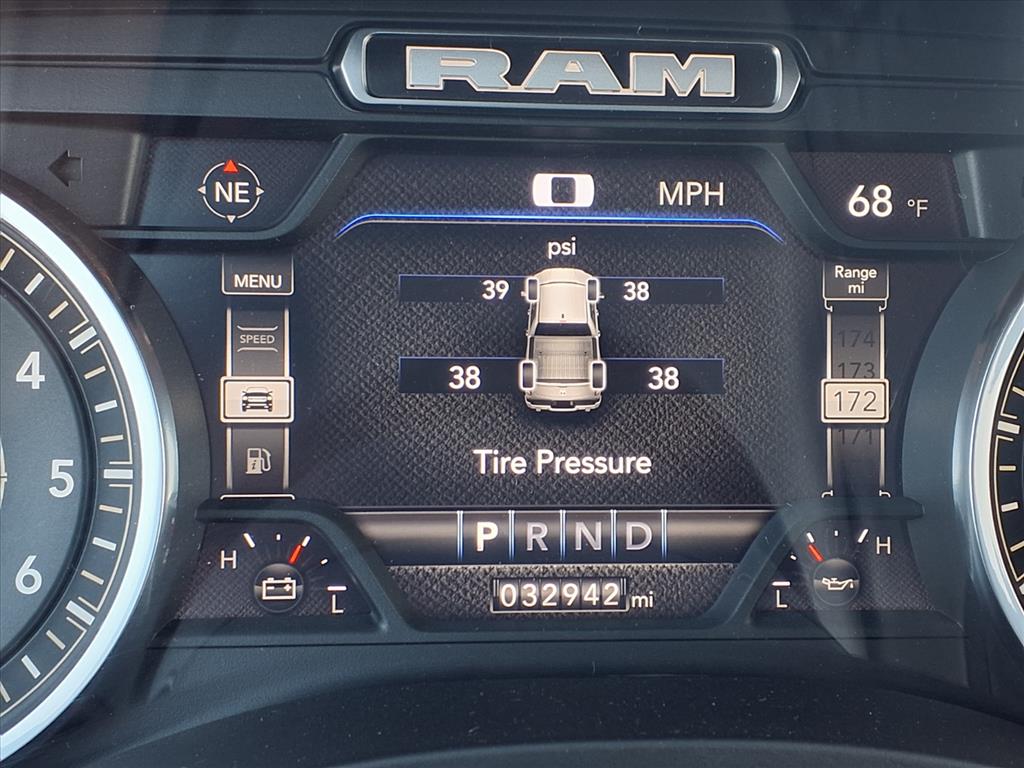 RAM
NE
0 MPH
68 °F
psi
MENU
39 38
Range
mi
SPEED
174
173
38 38
172
171
4
5
6
Tire Pressure
P R N D
H
L
H
L
032942 mi